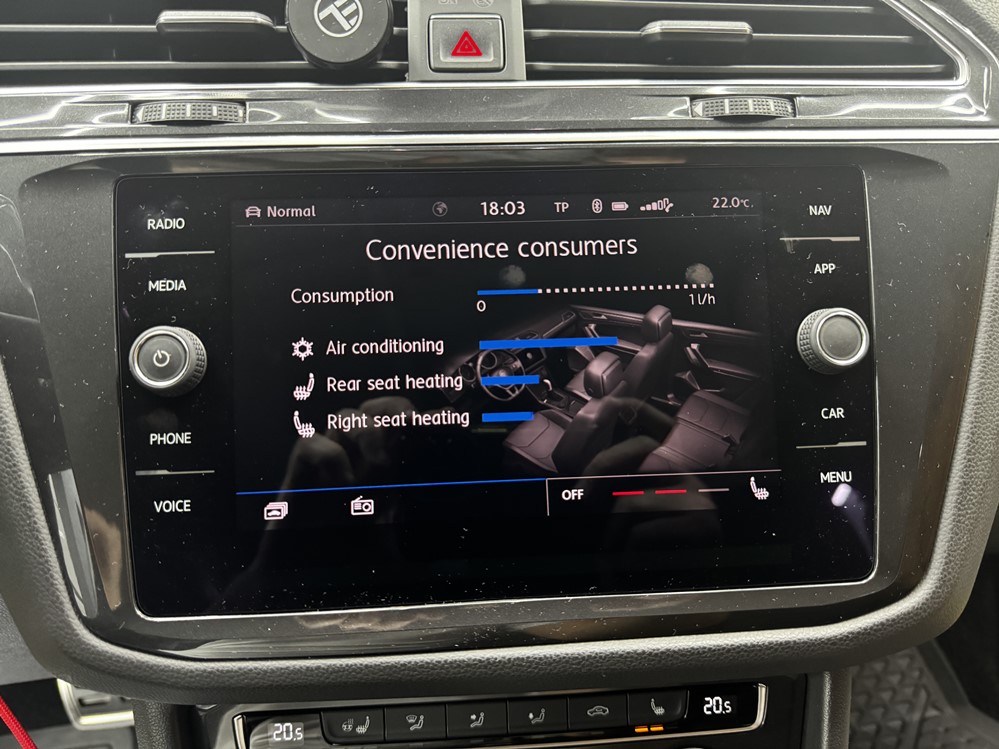 RADIO
MEDIA
PHONE
VOICE
Normal 18:03 TP 22.0°C
Convenience consumers
Consumption
0 1 l/h
Air conditioning
Rear seat heating
Right seat heating
OFF
NAV
APP
CAR
MENU
20.5 20.5